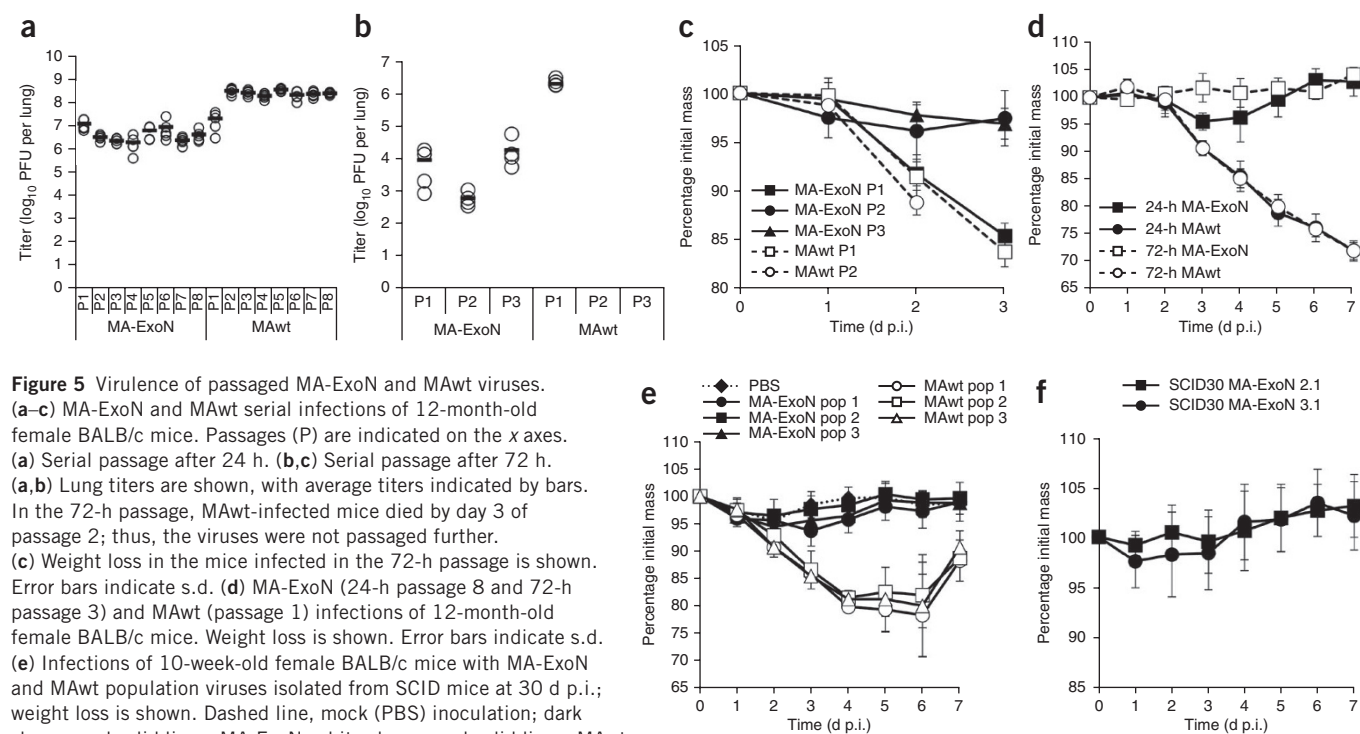 a
Titer (log10 PFU per lung)
10
9
8
7
6
5
4
3
2
1
0
P1 P2 P3 P4 P5 P6 P7 P8 P1 P2 P3 P4 P5 P6 P7 P8
MA-ExoN MAwt
b
Titer (log10 PFU per lung)
7
6
5
4
3
2
1
0
P1 P2 P3 P1 P2 P3
MA-ExoN MAwt
c
Percentage initial mass
105
100
95
90
85
80
MA-ExoN P1
MA-ExoN P2
MA-ExoN P3
MAwt P1
MAwt P2
0 1 2 3
Time (d p.i.)
d
Percentage initial mass
110
105
100
95
90
85
80
75
70
65
24-h MA-ExoN
24-h MAwt
72-h MA-ExoN
72-h MAwt
0 1 2 3 4 5 6 7
Time (d p.i.)
Figure 5 Virulence of passaged MA-ExoN and MAwt viruses.
(a–c) MA-ExoN and MAwt serial infections of 12-month-old
female BALB/c mice. Passages (P) are indicated on the x axes.
(a) Serial passage after 24 h. (b,c) Serial passage after 72 h.
(a,b) Lung titers are shown, with average titers indicated by bars.
In the 72-h passage, MAwt-infected mice died by day 3 of
passage 2; thus, the viruses were not passaged further.
(c) Weight loss in the mice infected in the 72-h passage is shown.
Error bars indicate s.d. (d) MA-ExoN (24-h passage 8 and 72-h
passage 3) and MAwt (passage 1) infections of 12-month-old
female BALB/c mice. Weight loss is shown. Error bars indicate s.d.
(e) Infections of 10-week-old female BALB/c mice with MA-ExoN
and MAwt population viruses isolated from SCID mice at 30 d p.i.;
weight loss is shown. Dashed line, mock (PBS) inoculation; dark
e
PBS
MA-ExoN pop 1
MA-ExoN pop 2
MA-ExoN pop 3
MAwt pop 1
MAwt pop 2
MAwt pop 3
Percentage initial mass
110
105
100
95
90
85
80
75
70
65
0 1 2 3 4 5 6 7
Time (d p.i.)
f
SCID30 MA-ExoN 2.1
SCID30 MA-ExoN 3.1
Percentage initial mass
110
105
100
95
90
85
0 1 2 3 4 5 6 7
Time (d p.i.)